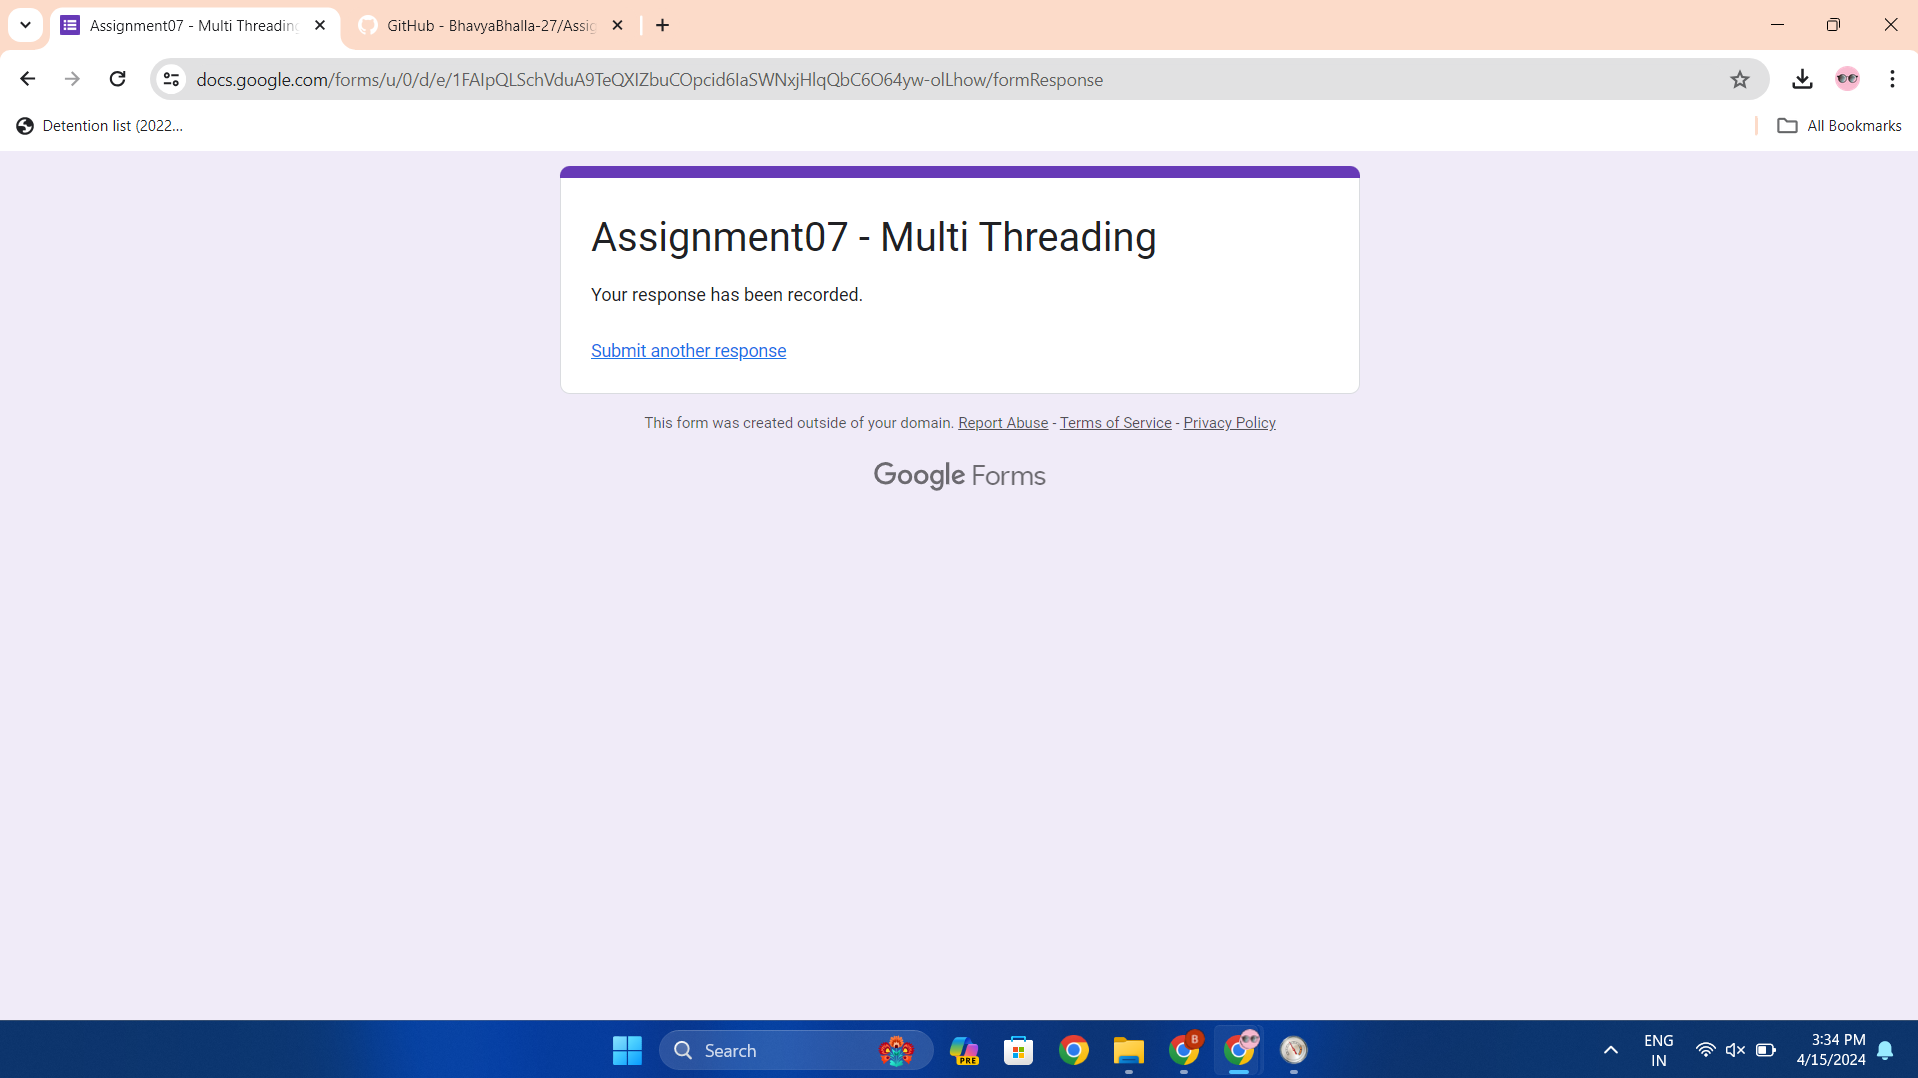 Assignment07 - Multi Threading
GitHub - BhavyaBhalla-27/Assig
docs.google.com/forms/u/0/d/e/1FAIpQLSchVduA9TeQXIZbuCOpcid6IaSWNxjHlqQbC6O64yw-olLhow/formResponse
Detention list (2022...
All Bookmarks
Assignment07 - Multi Threading
Your response has been recorded.
Submit another response
This form was created outside of your domain. Report Abuse - Terms of Service - Privacy Policy
Google Forms
Search
PRE
B
ENG
IN
3:34 PM
4/15/2024